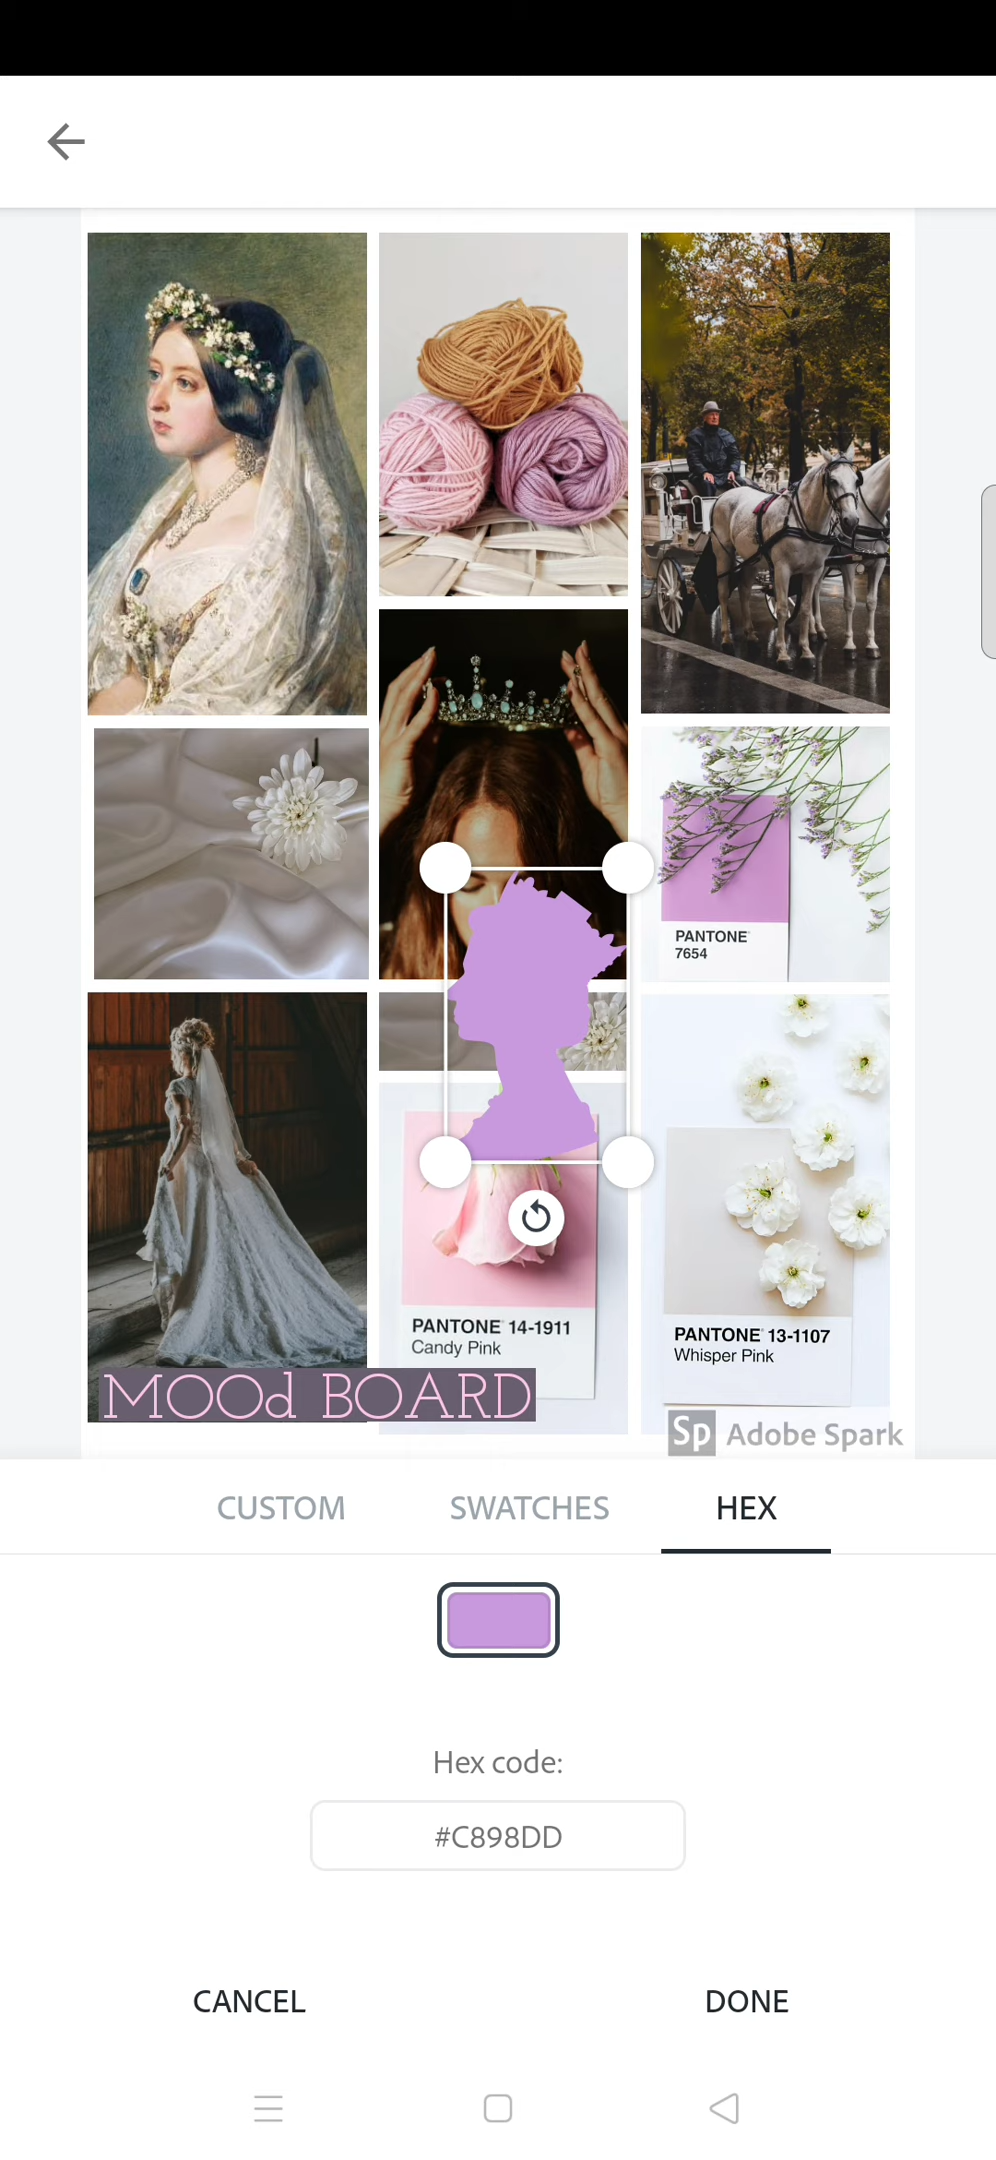 PANTONE®
7654
PANTONE® 14-1911
Candy Pink
PANTONE® 13-1107
Whisper Pink
MOOd BOARD
Sp Adobe Spark
CUSTOM SWATCHES HEX
Hex code:
#C898DD
CANCEL DONE